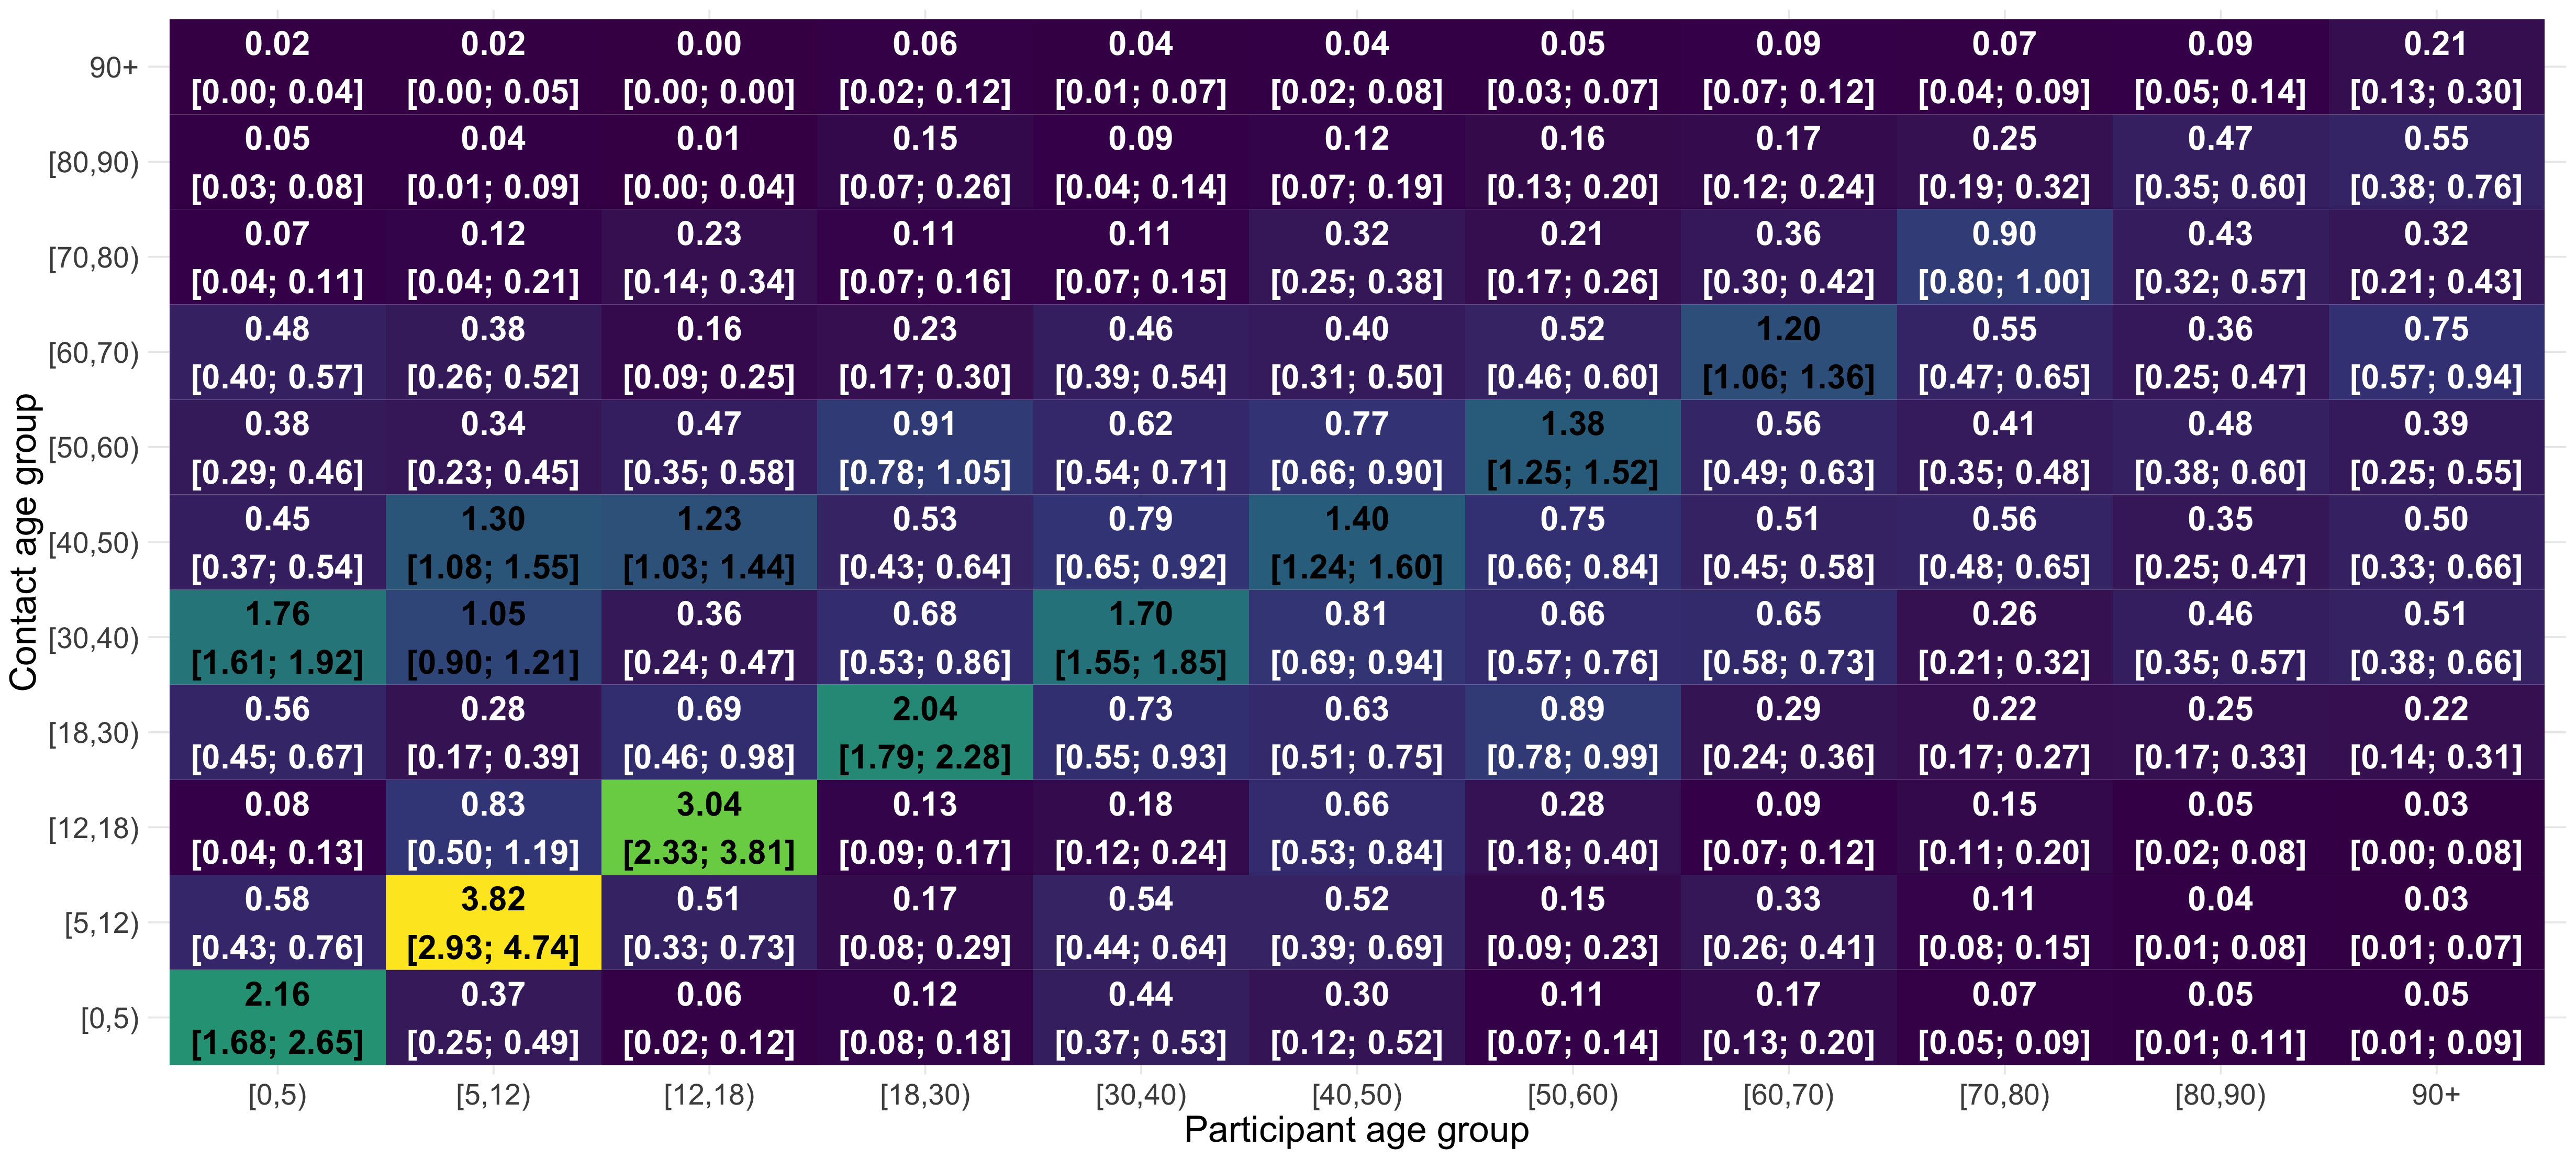 Contact age group
90+
0.02 0.02 0.00 0.06 0.04 0.04 0.05 0.09 0.07 0.09 0.21
[0.00; 0.04] [0.00; 0.05] [0.00; 0.00] [0.02; 0.12] [0.01; 0.07] [0.02; 0.08] [0.03; 0.07] [0.07; 0.12] [0.04; 0.09] [0.05; 0.14] [0.13; 0.30]
[80,90)
0.05 0.04 0.01 0.15 0.09 0.12 0.16 0.17 0.25 0.47 0.55
[0.03; 0.08] [0.01; 0.09] [0.00; 0.04] [0.07; 0.26] [0.04; 0.14] [0.07; 0.19] [0.13; 0.20] [0.12; 0.24] [0.19; 0.32] [0.35; 0.60] [0.38; 0.76]
[70,80)
0.07 0.12 0.23 0.11 0.11 0.32 0.21 0.36 0.90 0.43 0.32
[0.04; 0.11] [0.04; 0.21] [0.14; 0.34] [0.07; 0.16] [0.07; 0.15] [0.25; 0.38] [0.17; 0.26] [0.30; 0.42] [0.80; 1.00] [0.32; 0.57] [0.21; 0.43]
[60,70)
0.48 0.38 0.16 0.23 0.46 0.40 0.52 1.20 0.55 0.36 0.75
[0.40; 0.57] [0.26; 0.52] [0.09; 0.25] [0.17; 0.30] [0.39; 0.54] [0.31; 0.50] [0.46; 0.60] [1.06; 1.36] [0.47; 0.65] [0.25; 0.47] [0.57; 0.94]
[50,60)
0.38 0.34 0.47 0.91 0.62 0.77 1.38 0.56 0.41 0.48 0.39
[0.29; 0.46] [0.23; 0.45] [0.35; 0.58] [0.78; 1.05] [0.54; 0.71] [0.66; 0.90] [1.25; 1.52] [0.49; 0.63] [0.35; 0.48] [0.38; 0.60] [0.25; 0.55]
[40,50)
0.45 1.30 1.23 0.53 0.79 1.40 0.75 0.51 0.56 0.35 0.50
[0.37; 0.54] [1.08; 1.55] [1.03; 1.44] [0.43; 0.64] [0.65; 0.92] [1.24; 1.60] [0.66; 0.84] [0.45; 0.58] [0.48; 0.65] [0.25; 0.47] [0.33; 0.66]
[30,40)
1.76 1.05 0.36 0.68 1.70 0.81 0.66 0.65 0.26 0.46 0.51
[1.61; 1.92] [0.90; 1.21] [0.24; 0.47] [0.53; 0.86] [1.55; 1.85] [0.69; 0.94] [0.57; 0.76] [0.58; 0.73] [0.21; 0.32] [0.35; 0.57] [0.38; 0.66]
[18,30)
0.56 0.28 0.69 2.04 0.73 0.63 0.89 0.29 0.22 0.25 0.22
[0.45; 0.67] [0.17; 0.39] [0.46; 0.98] [1.79; 2.28] [0.55; 0.93] [0.51; 0.75] [0.78; 0.99] [0.24; 0.36] [0.17; 0.27] [0.17; 0.33] [0.14; 0.31]
[12,18)
0.08 0.83 3.04 0.13 0.18 0.66 0.28 0.09 0.15 0.05 0.03
[0.04; 0.13] [0.50; 1.19] [2.33; 3.81] [0.09; 0.17] [0.12; 0.24] [0.53; 0.84] [0.18; 0.40] [0.07; 0.12] [0.11; 0.20] [0.02; 0.08] [0.00; 0.08]
[5,12)
0.58 3.82 0.51 0.17 0.54 0.52 0.15 0.33 0.11 0.04 0.03
[0.43; 0.76] [2.93; 4.74] [0.33; 0.73] [0.08; 0.29] [0.44; 0.64] [0.39; 0.69] [0.09; 0.23] [0.26; 0.41] [0.08; 0.15] [0.01; 0.08] [0.01; 0.07]
[0,5)
2.16 0.37 0.06 0.12 0.44 0.30 0.11 0.17 0.07 0.05 0.05
[1.68; 2.65] [0.25; 0.49] [0.02; 0.12] [0.08; 0.18] [0.37; 0.53] [0.12; 0.52] [0.07; 0.14] [0.13; 0.20] [0.05; 0.09] [0.01; 0.11] [0.01; 0.09]
[0,5) [5,12) [12,18) [18,30) [30,40) [40,50) [50,60) [60,70) [70,80) [80,90) 90+
Participant age group